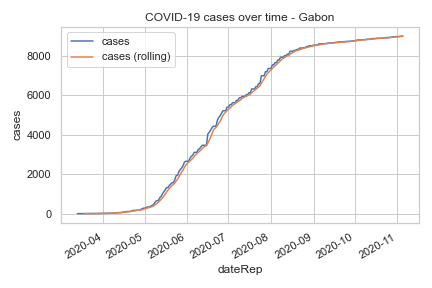 COVID-19 cases over time - Gabon
cases
cases (rolling)
cases
8000
6000
4000
2000
0
2020-04
2020-05
2020-06
2020-07
2020-08
2020-09
2020-10
2020-11
dateRep